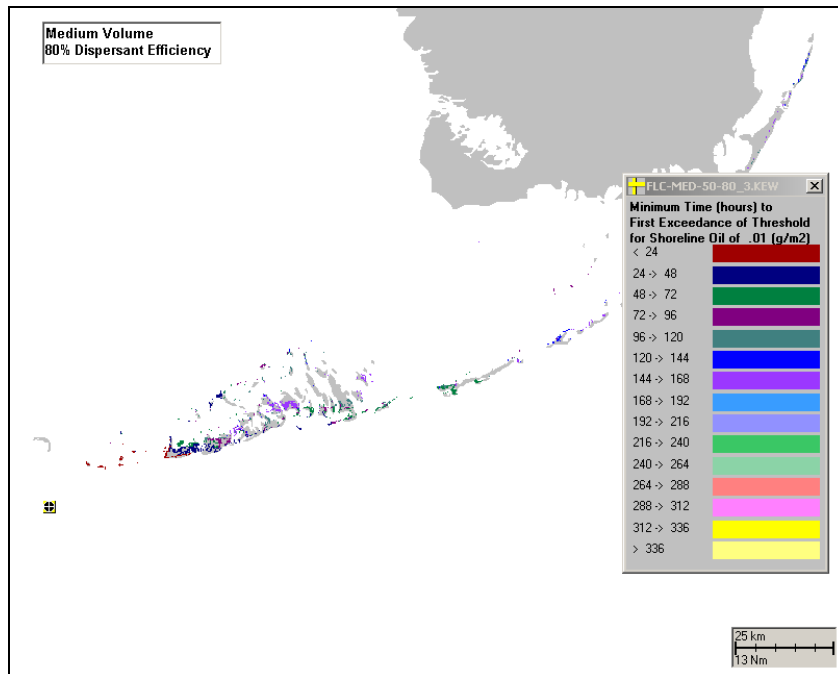 Medium Volume
80% Dispersant Efficiency
FLC-MED-50-80_3.KEW
Minimum Time (hours) to
First Exceedance of Threshold
for Shoreline Oil of .01 (g/m2)
< 24
24 -> 48
48 -> 72
72 -> 96
96 -> 120
120 -> 144
144 -> 168
168 -> 192
192 -> 216
216 -> 240
240 -> 264
264 -> 288
288 -> 312
312 -> 336
> 336
25 km
13 Nm